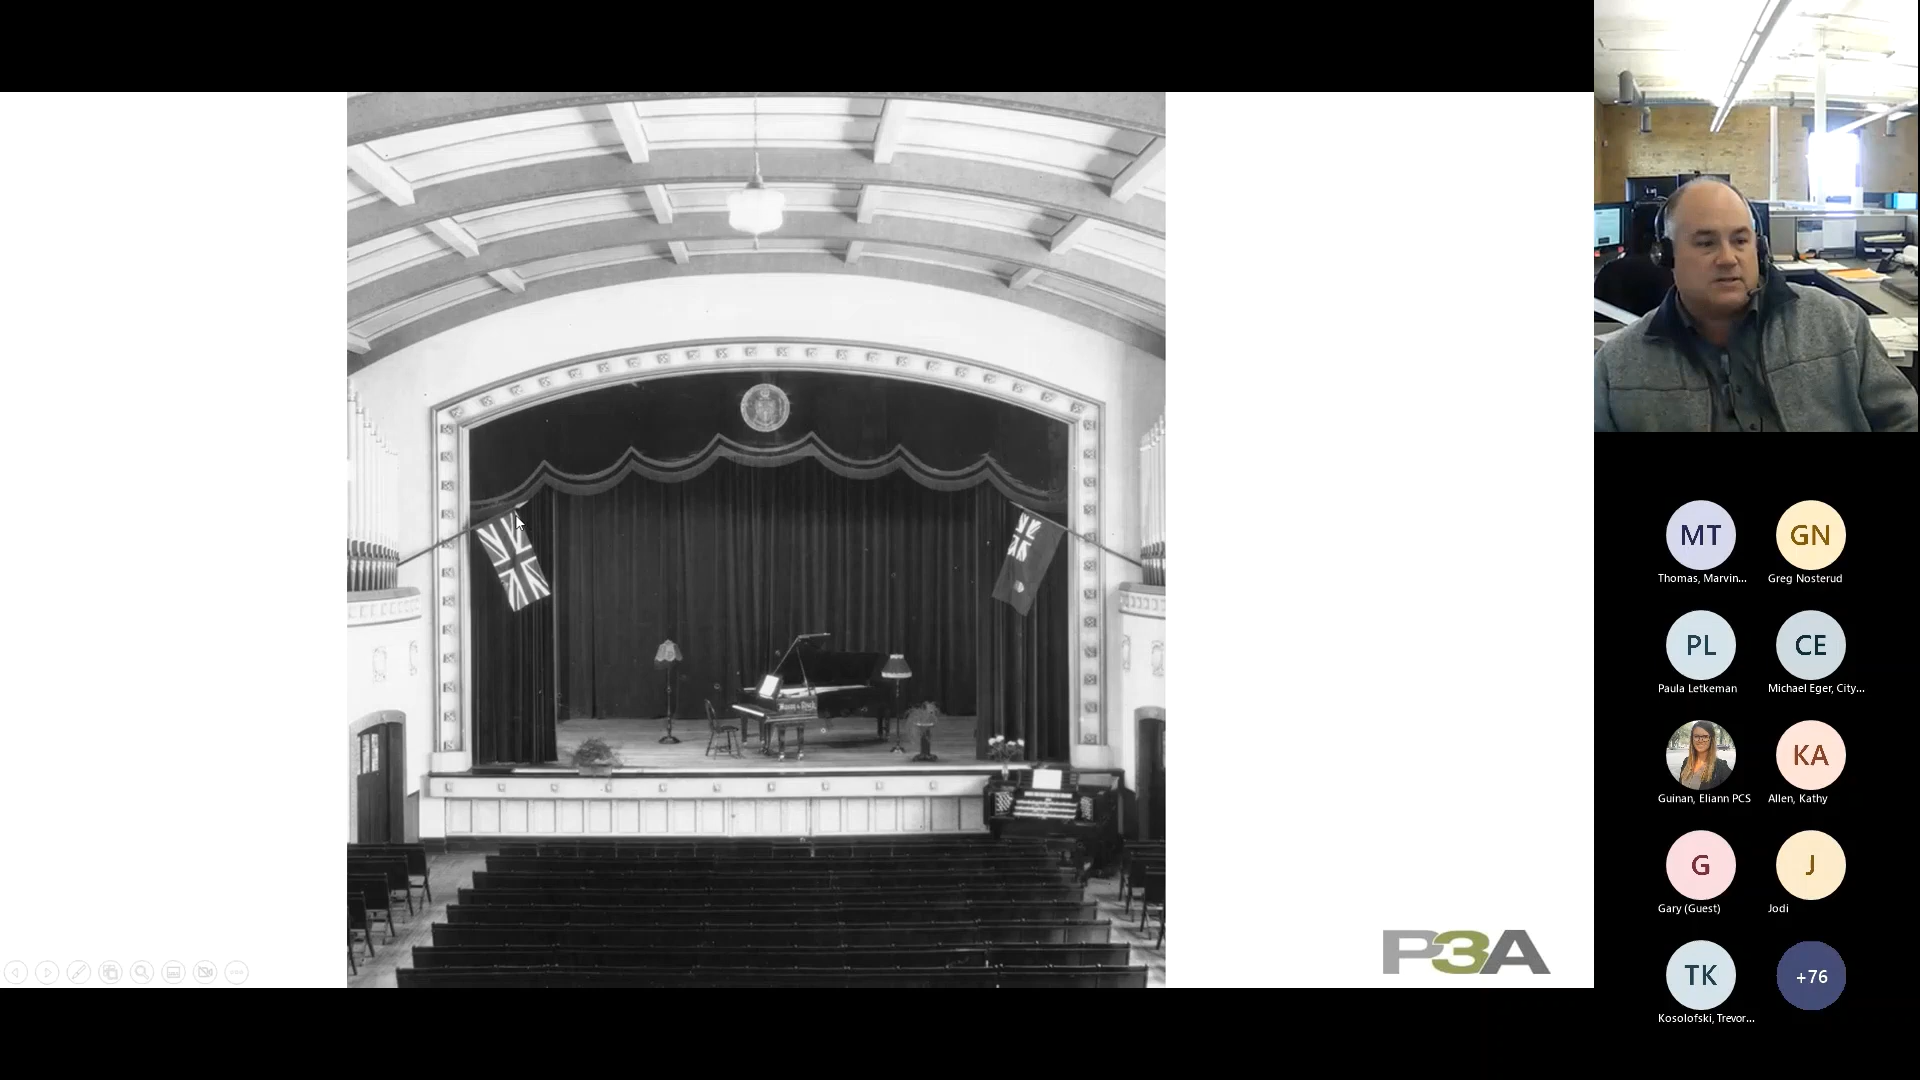 P3A
MT
GN
Thomas, Marvin...
Greg Nosterud
PL
CE
Paula Letkeman
Michael Eger, City...
KA
Guinan, Eliann PCS
Allen, Kathy
G
J
Gary (Guest)
Jodi
TK
+76
Kosolofski, Trevor...